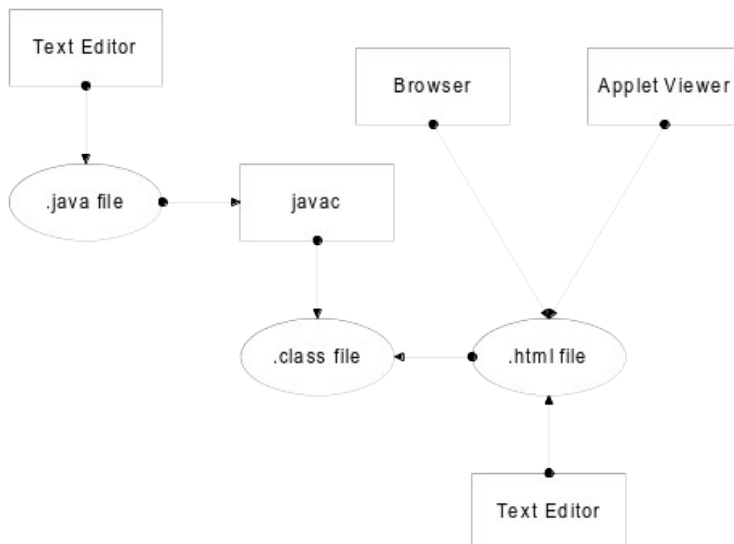 Text Editor
Browser
Applet Viewer
.java file
javac
.class file
.html file
Text Editor